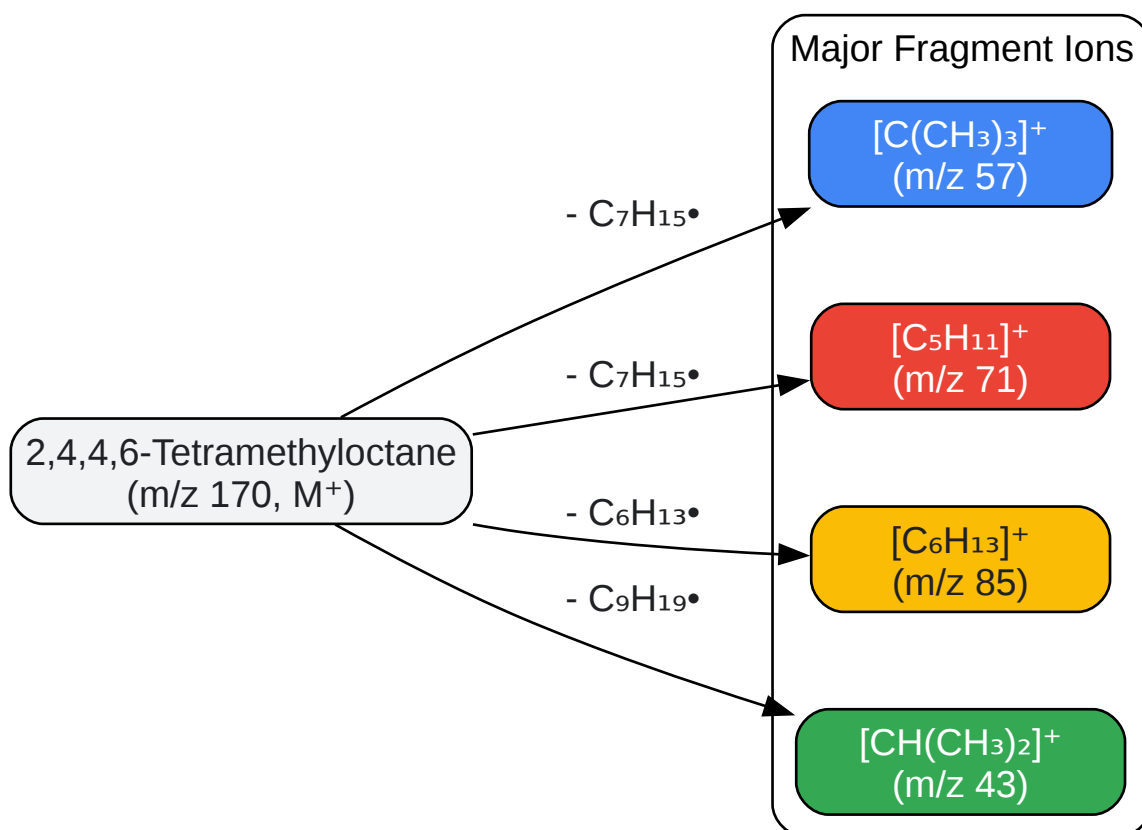 Major Fragment Ions
[C(CH₃)₃]⁺
(m/z 57)
- C₇H₁₅•
[C₅H₁₁]⁺
(m/z 71)
- C₇H₁₅•
2,4,4,6-Tetramethyloctane
(m/z 170, M⁺)
- C₆H₁₃•
[C₆H₁₃]⁺
(m/z 85)
- C₉H₁₉•
[CH(CH₃)₂]⁺
(m/z 43)